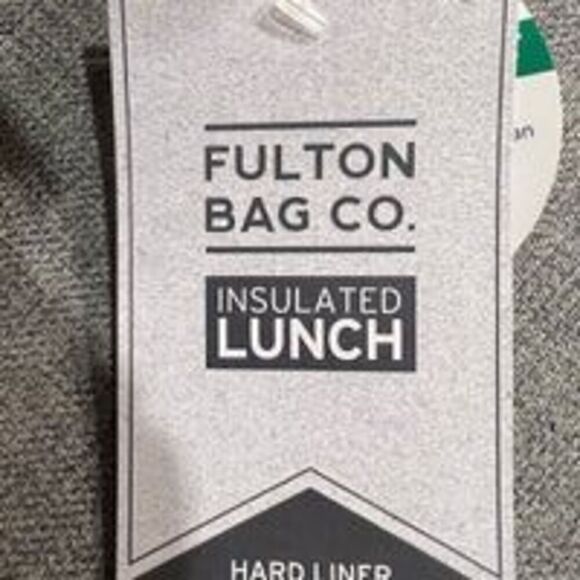 FULTON
BAG CO.
INSULATED
LUNCH
HARD LINER